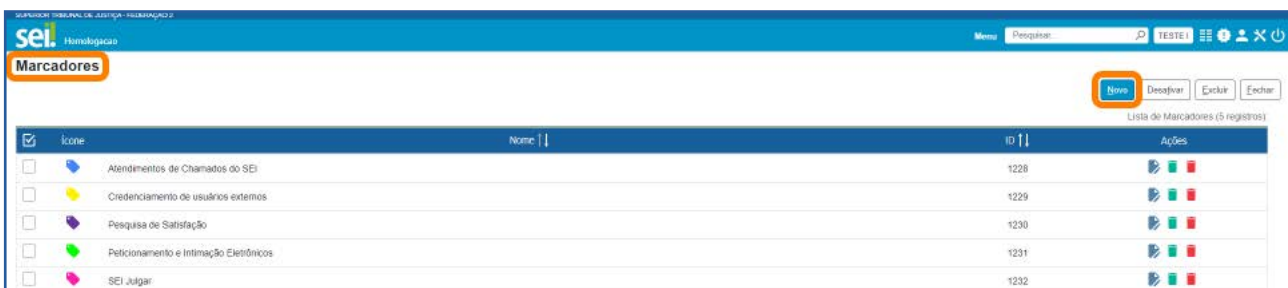 SUPERIOR TRIBUNAL DE JUSTIÇA - FEDERAÇÃO 2
sei. Homologacao Menu Pesquisar... TESTE I
Marcadores
Novo Desativar Excluir Fechar
Lista de Marcadores (5 registros)
Ícone Nome ID Ações
Atendimentos de Chamados do SEI 1228
Credenciamento de usuários externos 1229
Pesquisa de Satisfação 1230
Peticionamento e Intimação Eletrônicos 1231
SEI Julgar 1232